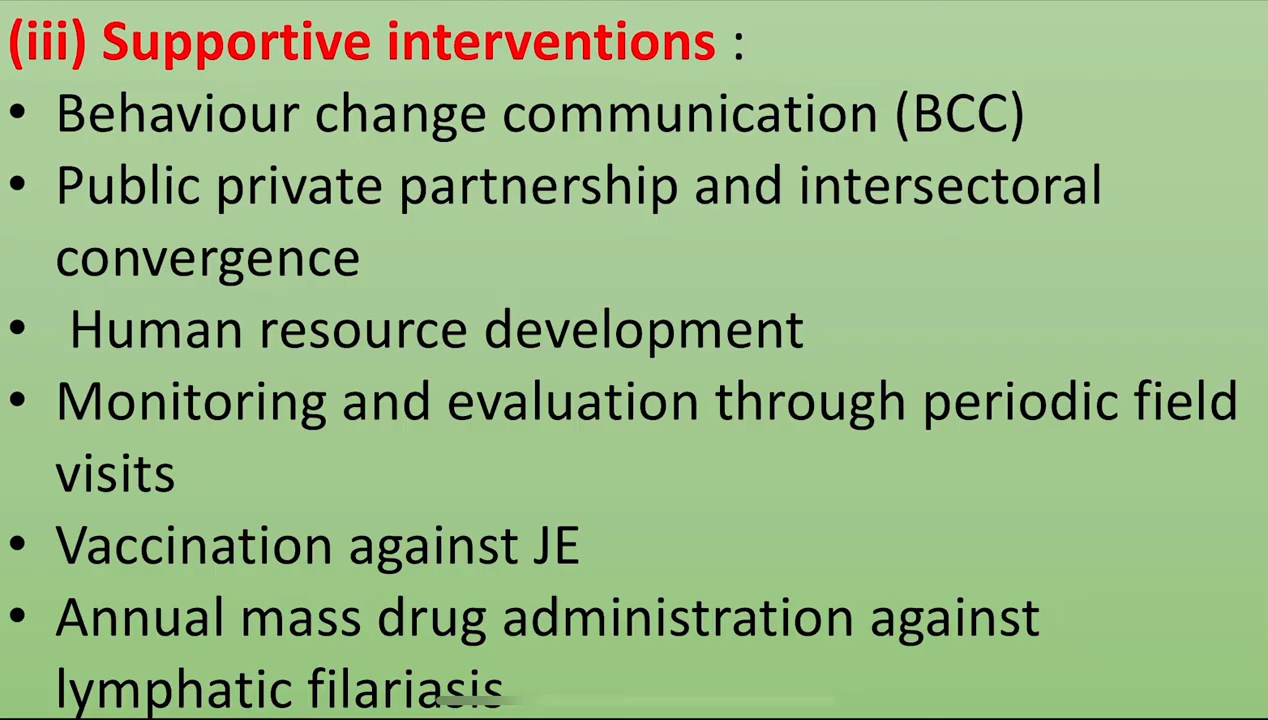 (iii) Supportive interventions :
• Behaviour change communication (BCC)
• Public private partnership and intersectoral
convergence
• Human resource development
• Monitoring and evaluation through periodic field
visits
• Vaccination against JE
• Annual mass drug administration against
lymphatic filariasis